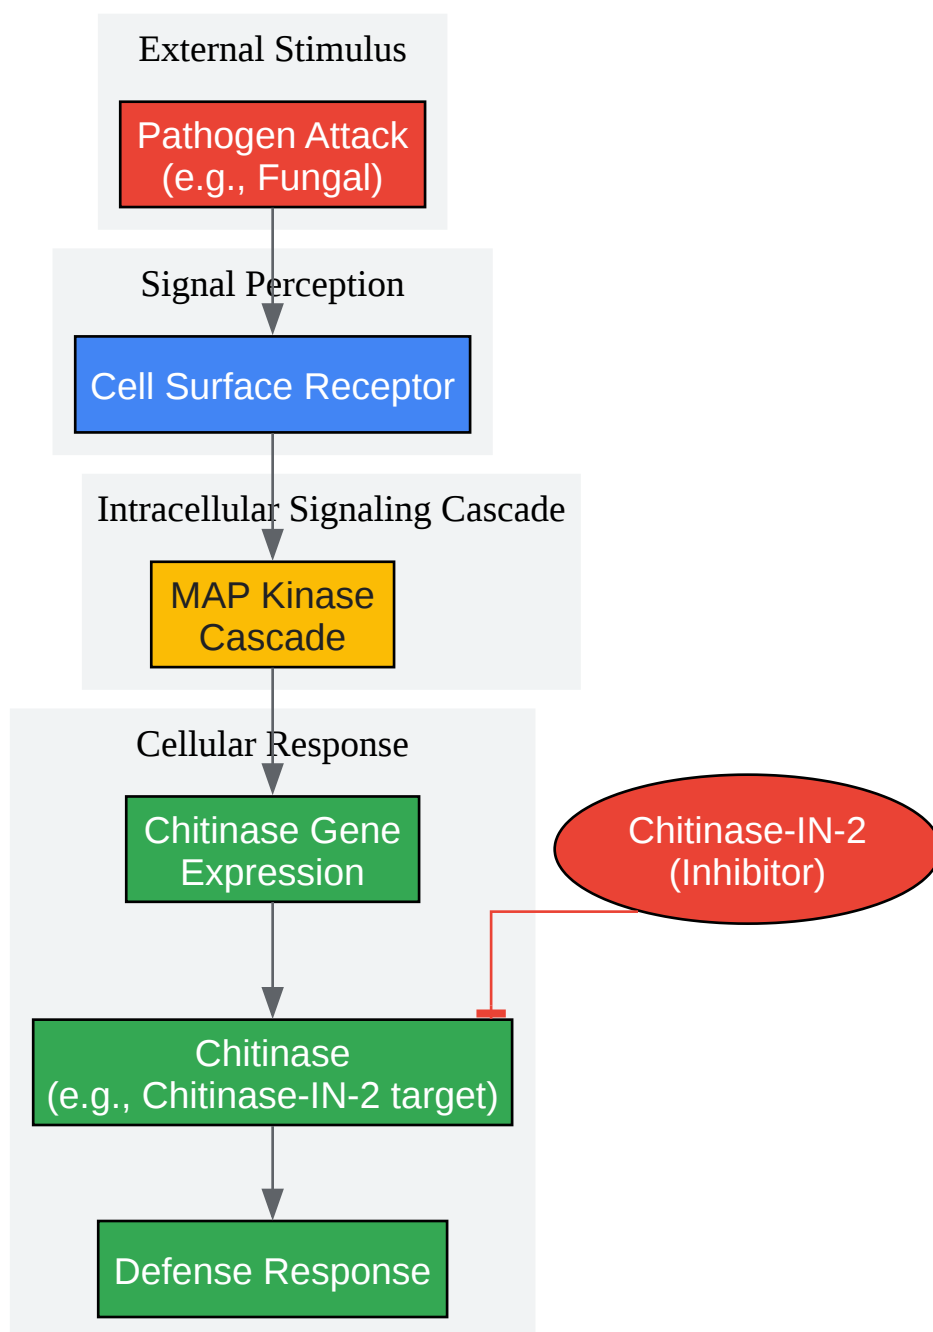 External Stimulus
Pathogen Attack
(e.g., Fungal)
Signal Perception
Cell Surface Receptor
Intracellular Signaling Cascade
MAP Kinase
Cascade
Cellular Response
Chitinase Gene
Expression
Chitinase-IN-2
(Inhibitor)
Chitinase
(e.g., Chitinase-IN-2 target)
Defense Response